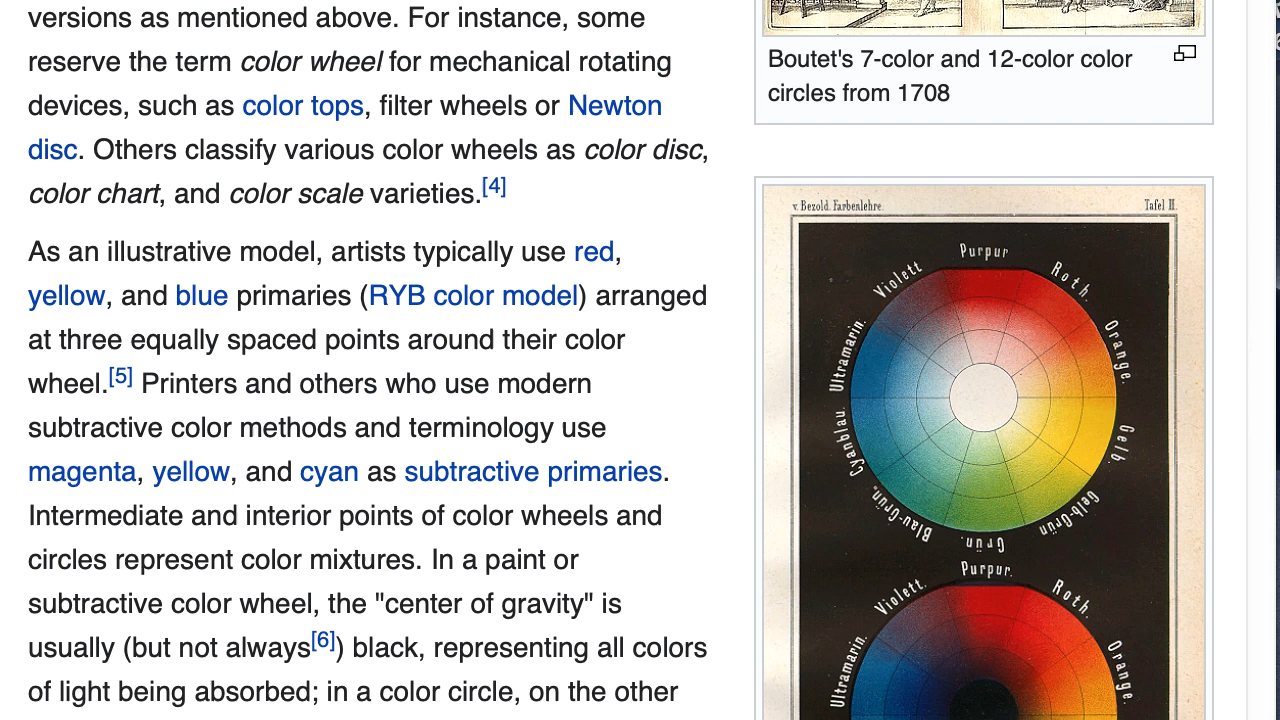 versions as mentioned above. For instance, some
reserve the term color wheel for mechanical rotating
devices, such as color tops, filter wheels or Newton
disc. Others classify various color wheels as color disc,
color chart, and color scale varieties.[4]
As an illustrative model, artists typically use red,
yellow, and blue primaries (RYB color model) arranged
at three equally spaced points around their color
wheel.[5] Printers and others who use modern
subtractive color methods and terminology use
magenta, yellow, and cyan as subtractive primaries.
Intermediate and interior points of color wheels and
circles represent color mixtures. In a paint or
subtractive color wheel, the "center of gravity" is
usually (but not always[6]) black, representing all colors
of light being absorbed; in a color circle, on the other
Boutet's 7-color and 12-color color
circles from 1708
v. Bezold. Farbenlehre.
Tafel II.
Purpur
Roth.
Orange.
Gelb.
Gelb-Grün
Grün.
Blau-Grün.
Cyanblau.
Ultramarin.
Violett
Purpur.
Roth.
Orange.
Ultramarin.
Violett.